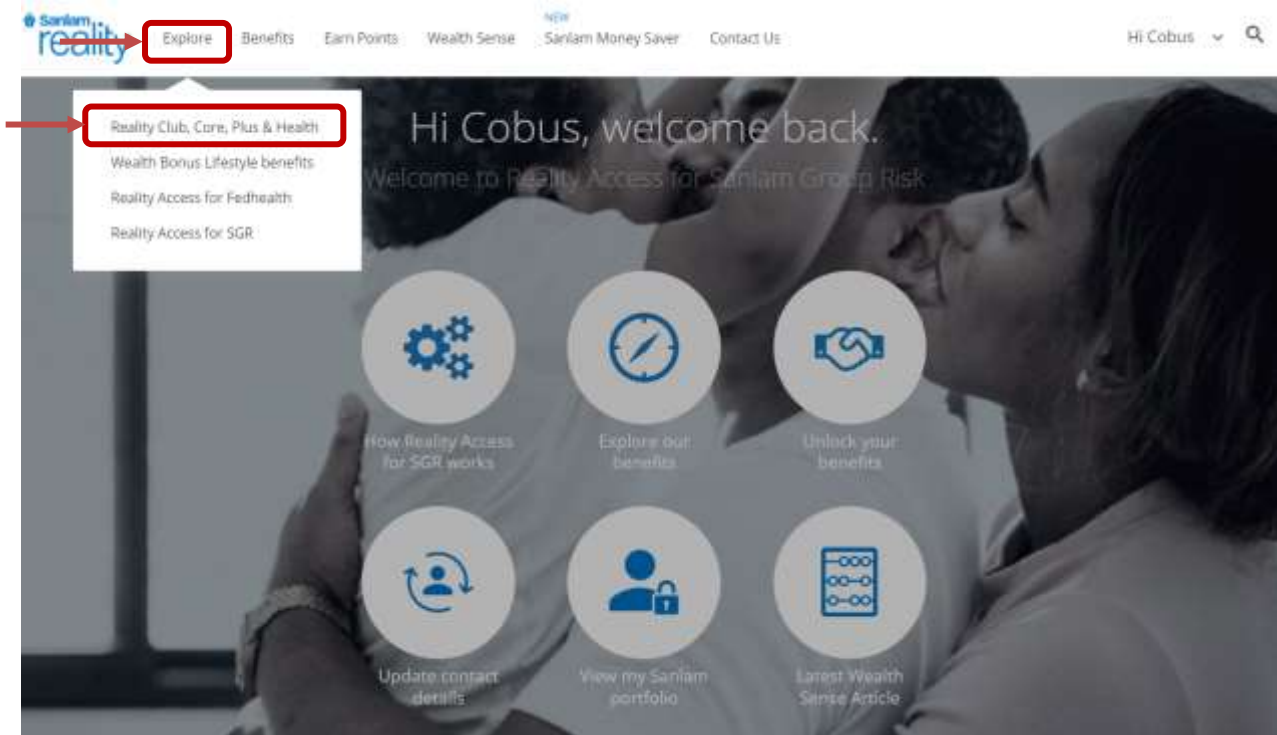 Sanlam
reality
Explore
Benefits
Earn Points
Wealth Sense
NEW
Sanlam Money Saver
Contact Us
Hi Cobus
Reality Club, Core, Plus & Health
Wealth Bonus Lifestyle benefits
Reality Access for Fedhealth
Reality Access for SGR
Hi Cobus, welcome back.
Welcome to Reality Access for Sanlam Group Risk
How Reality Access
for SGR works
Explore our
benefits
Unlock your
benefits
Update contact
details
View my Sanlam
portfolio
Latest Wealth
Sense Article